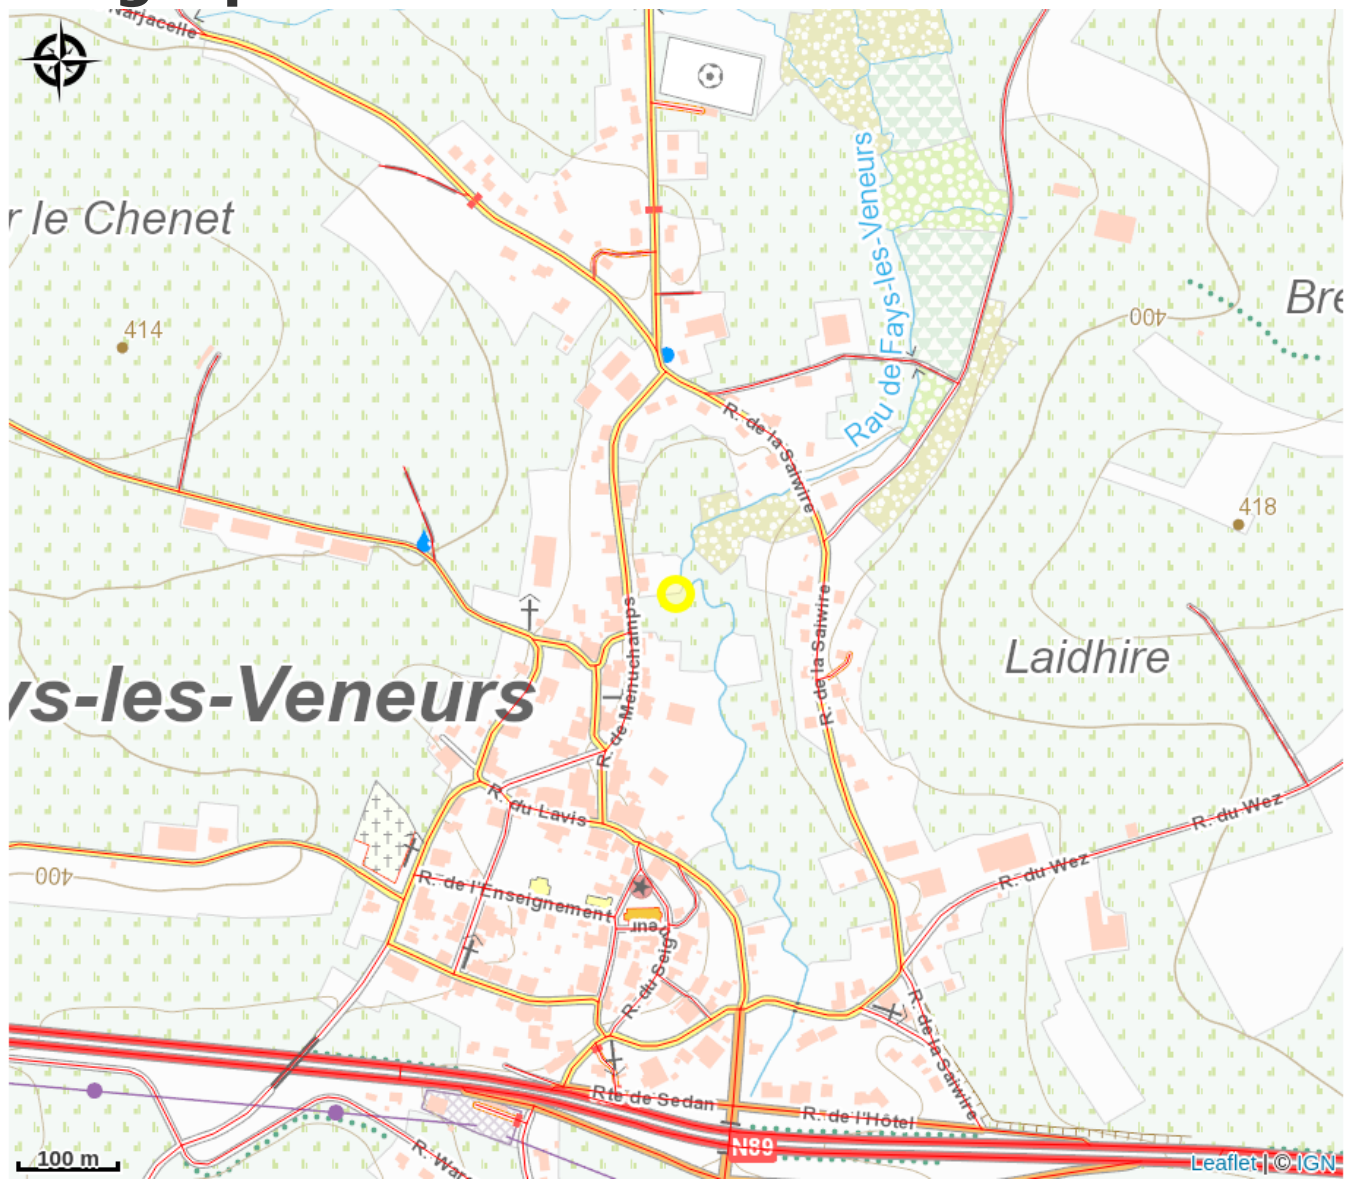 Narjacelle
Rau de Fays-les-Veneurs
r le Chenet
Bre
400
414
R. de la Saiwire
418
R. de Menuchamps
R. de la Saiwire
Laidhire
ys-les-Veneurs
R. du Lavis
R. du Wez
R. du Wez
400
R. de l'Enseignement
R. du Seigneur
R. de la Saiwire
Rte de Sedan
R. de l'Hôtel
N89
100 m
Leaflet | © IGN